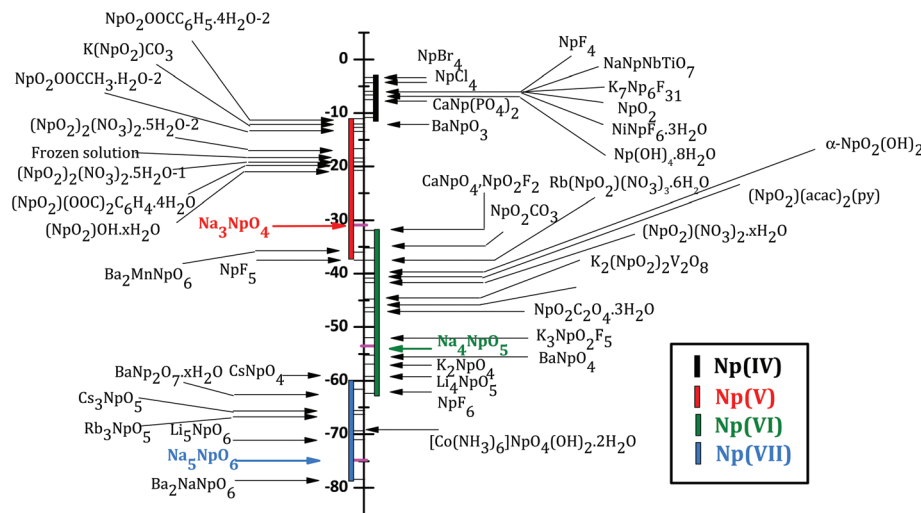 NpO2OOCC6H5.4H2O-2
K(NpO2)CO3
NpO2OOCCH3.H2O-2
(NpO2)2(NO3)2.5H2O-2
Frozen solution
(NpO2)2(NO3)2.5H2O-1
(NpO2)(OOC)2C6H4.4H2O
(NpO2)OH.xH2O
Na3NpO4
Ba2MnNpO6
NpF5
BaNp2O7.xH2O
CsNpO4
Cs3NpO5
Rb3NpO5
Li5NpO6
Na5NpO6
Ba2NaNpO6
0
-10
-20
-30
-40
-50
-60
-70
-80
NpBr4
NpCl4
CaNp(PO4)2
BaNpO3
NpF4
NaNpNbTiO7
K7Np6F31
NpO2
NiNpF6.3H2O
Np(OH)4.8H2O
α-NpO2(OH)2
CaNpO4,NpO2F2
Rb(NpO2)(NO3)3.6H2O
(NpO2)(acac)2(py)
NpO2CO3
(NpO2)(NO3)2.xH2O
K2(NpO2)2V2O8
NpO2C2O4.3H2O
K3NpO2F5
Na4NpO5
BaNpO4
K2NpO4
Li4NpO5
NpF6
[Co(NH3)6]NpO4(OH)2.2H2O
Np(IV)
Np(V)
Np(VI)
Np(VII)